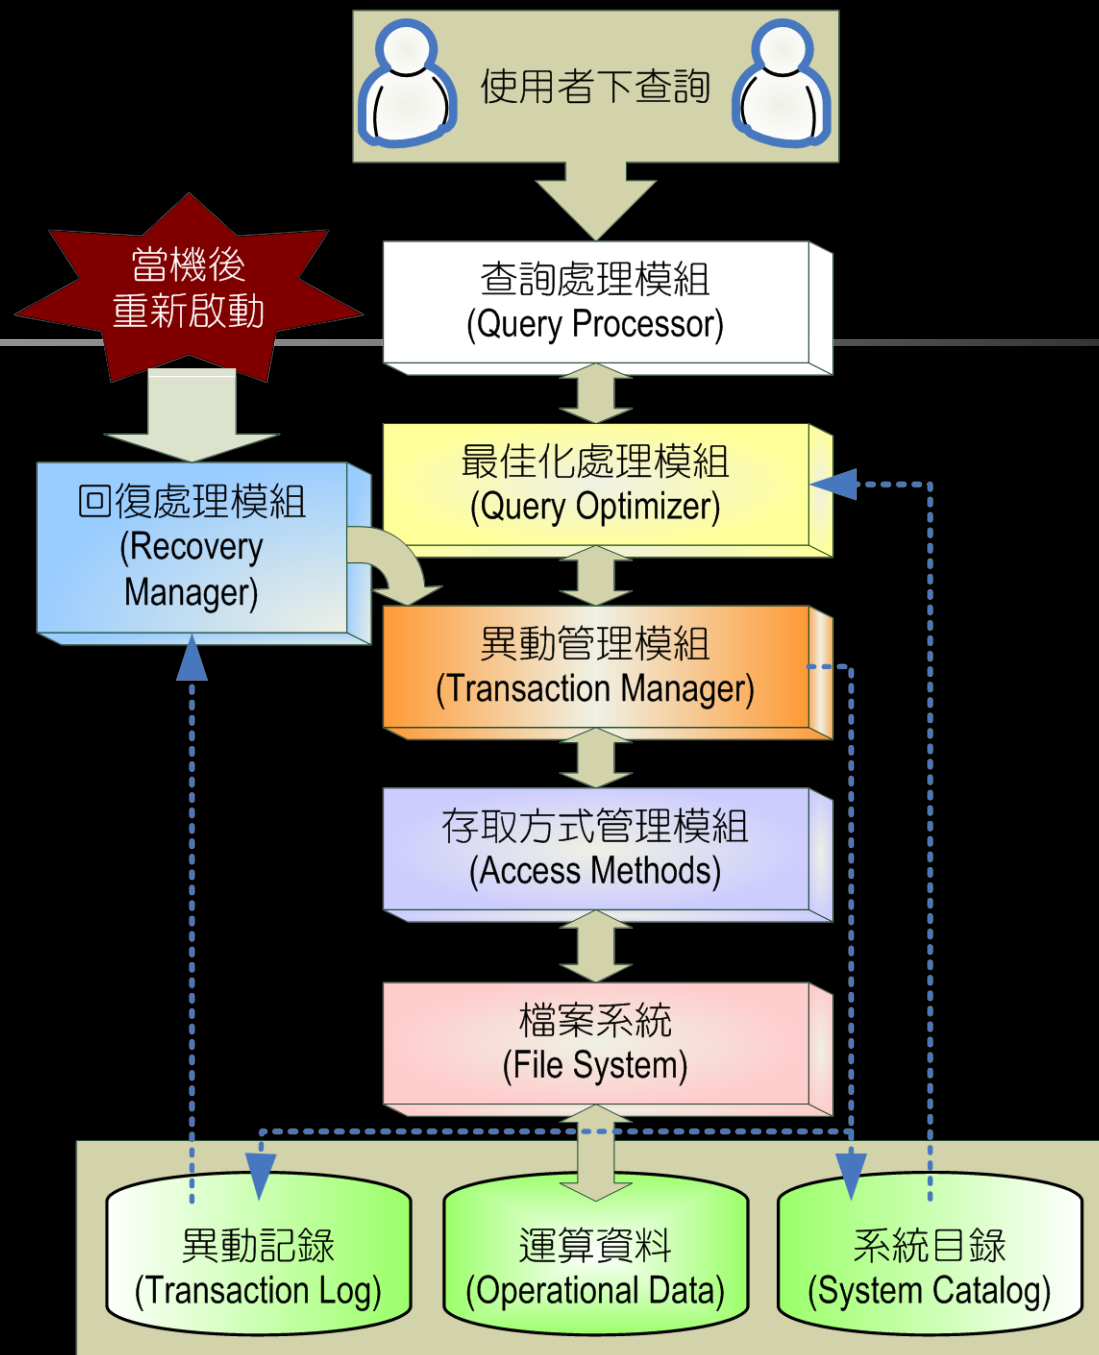 使用者下查詢
當機後
重新啟動
查詢處理模組
(Query Processor)
最佳化處理模組
(Query Optimizer)
回復處理模組
(Recovery
Manager)
異動管理模組
(Transaction Manager)
存取方式管理模組
(Access Methods)
檔案系統
(File System)
異動記錄
(Transaction Log)
運算資料
(Operational Data)
系統目錄
(System Catalog)